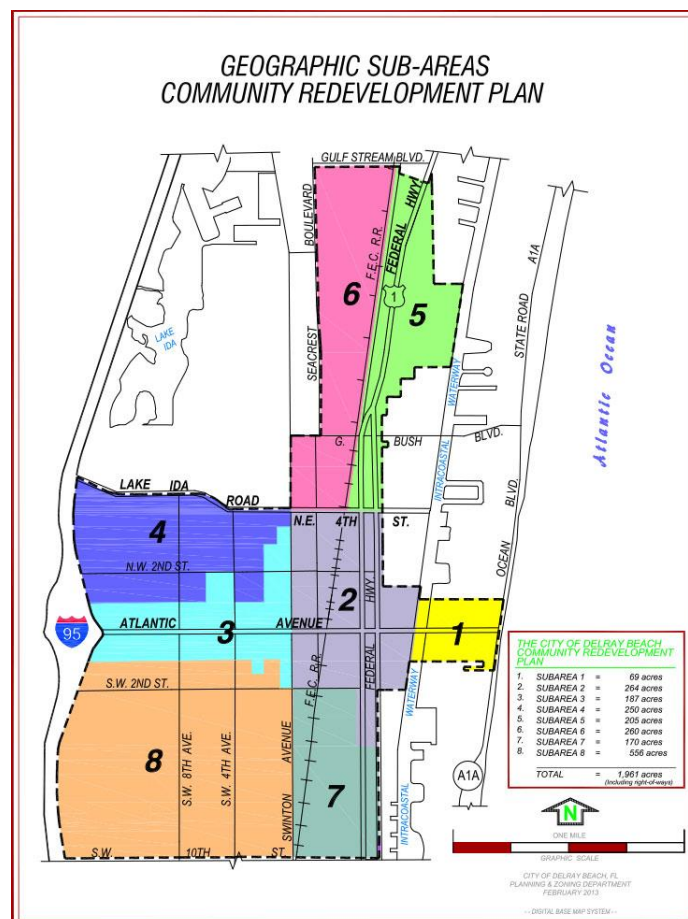 GEOGRAPHIC SUB-AREAS
COMMUNITY REDEVELOPMENT PLAN
GULF STREAM BLVD.
BOULEVARD
SEACREST
F.E.C. R.R.
FEDERAL HWY
1
6
5
LAKE
IDA
WATERWAY
INTRACOASTAL
STATE ROAD A1A
Atlantic Ocean
G. BUSH BLVD.
OCEAN BLVD.
LAKE IDA ROAD
N.E. 4TH ST.
4
N.W. 2ND ST.
2
HWY
FEDERAL
95
ATLANTIC AVENUE
3
1
S.W. 2ND ST.
F.E.C. R.R.
WATERWAY
INTRACOASTAL
8
S.W. 8TH AVE.
S.W. 4TH AVE.
SWINTON AVENUE
7
S.W. 10TH ST.
A1A
THE CITY OF DELRAY BEACH
COMMUNITY REDEVELOPMENT
PLAN
1. SUBAREA 1 = 69 acres
2. SUBAREA 2 = 264 acres
3. SUBAREA 3 = 187 acres
4. SUBAREA 4 = 250 acres
5. SUBAREA 5 = 205 acres
6. SUBAREA 6 = 260 acres
7. SUBAREA 7 = 170 acres
8. SUBAREA 8 = 556 acres
TOTAL = 1,961 acres
(Including right-of-ways)
N
ONE MILE
GRAPHIC SCALE
CITY OF DELRAY BEACH, FL
PLANNING & ZONING DEPARTMENT
FEBRUARY 2013
-- DIGITAL BASE MAP SYSTEM --